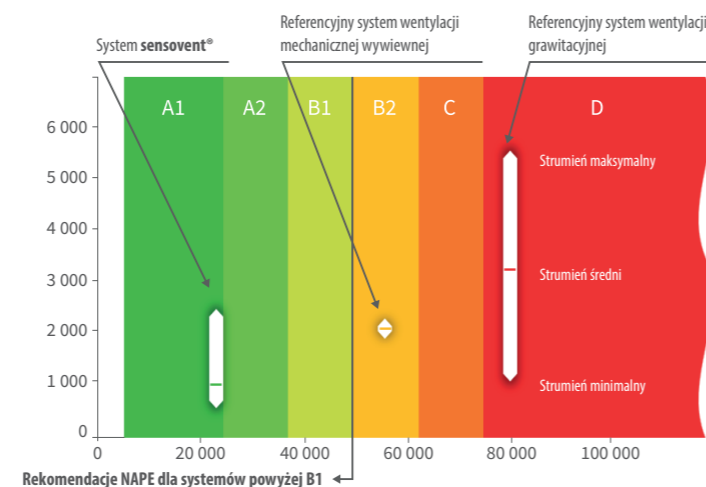 System sensovent®
Referencyjny system wentylacji
mechanicznej wywiewnej
Referencyjny system wentylacji
grawitacyjnej
A1
A2
B1
B2
C
D
6 000
5 000
4 000
3 000
2 000
1 000
0
Strumień maksymalny
Strumień średni
Strumień minimalny
0
20 000
40 000
60 000
80 000
100 000
Rekomendacje NAPE dla systemów powyżej B1